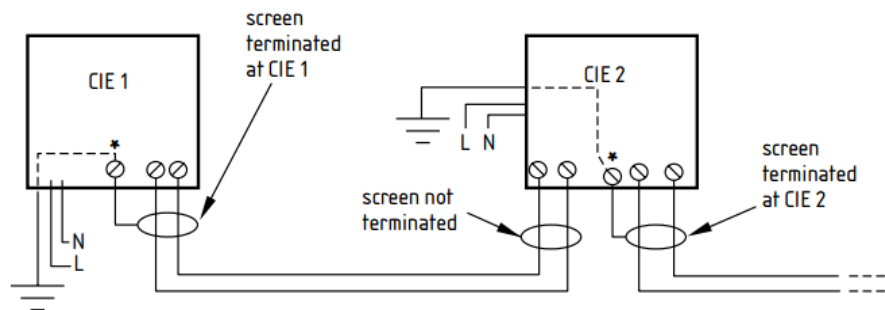 screen
terminated
at CIE 1
CIE 1
*
N
L
CIE 2
L N
*
screen not
terminated
screen
terminated
at CIE 2